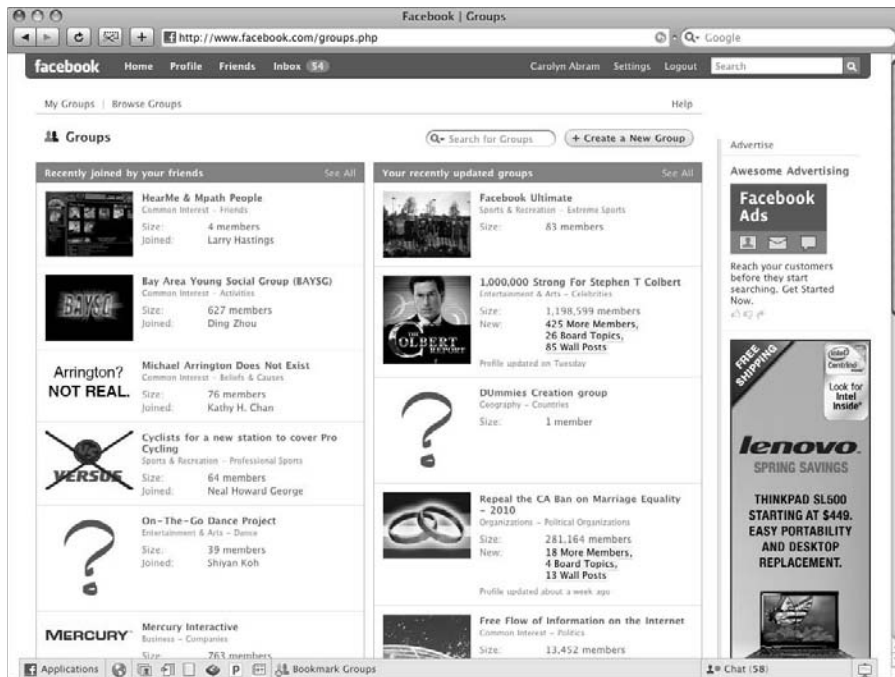 Facebook | Groups
http://www.facebook.com/groups.php
Google
facebook Home Profile Friends Inbox 54 Carolyn Abram Settings Logout Search
My Groups | Browse Groups Help
Groups Search for Groups + Create a New Group
Recently joined by your friends See All
HearMe & Mpath People
Common Interest - Friends
Size: 4 members
Joined: Larry Hastings
Bay Area Young Social Group (BAYSG)
Common Interest - Activities
Size: 627 members
Joined: Ding Zhou
BAYSG
Michael Arrington Does Not Exist
Common Interest - Beliefs & Causes
Size: 76 members
Joined: Kathy H. Chan
Arrington?
NOT REAL.
Cyclists for a new station to cover Pro
Cycling
Sports & Recreation - Professional Sports
Size: 64 members
Joined: Neal Howard George
VERSUS
On-The-Go Dance Project
Entertainment & Arts - Dance
Size: 39 members
Joined: Shiyan Koh
?
Mercury Interactive
Business - Companies
Size: 763 members
MERCURY
Your recently updated groups See All
Facebook Ultimate
Sports & Recreation - Extreme Sports
Size: 83 members
1,000,000 Strong For Stephen T Colbert
Entertainment & Arts - Celebrities
Size: 1,198,599 members
New: 425 More Members,
26 Board Topics,
85 Wall Posts
Profile updated on Tuesday
THE
COLBERT
REPORT
DUmmies Creation group
Geography - Countries
Size: 1 member
?
Repeal the CA Ban on Marriage Equality
- 2010
Organizations - Political Organizations
Size: 281,164 members
New: 18 More Members,
4 Board Topics,
13 Wall Posts
Profile updated about a week ago
Free Flow of Information on the Internet
Common Interest - Politics
Size: 13,452 members
Advertise
Awesome Advertising
Facebook
Ads
Reach your customers
before they start
searching. Get Started
Now.
FREE
SHIPPING
intel
Centrino
Look for
Intel
Inside
lenovo.
SPRING SAVINGS
THINKPAD SL500
STARTING AT $449.
EASY PORTABILITY
AND DESKTOP
REPLACEMENT.
Applications P Bookmark Groups Chat (58)